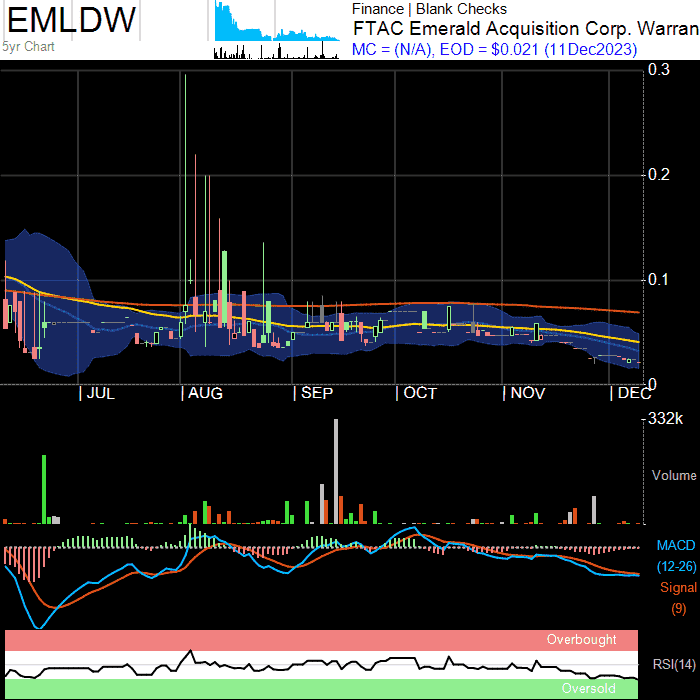 EMLDW
5yr Chart
Finance | Blank Checks
FTAC Emerald Acquisition Corp. Warran
MC = (N/A), EOD = $0.021 (11Dec2023)
0.3
0.2
0.1
0
| JUL | AUG | SEP | OCT | NOV | DEC
332k
Volume
MACD
(12-26)
Signal
(9)
Overbought
RSI(14)
Oversold